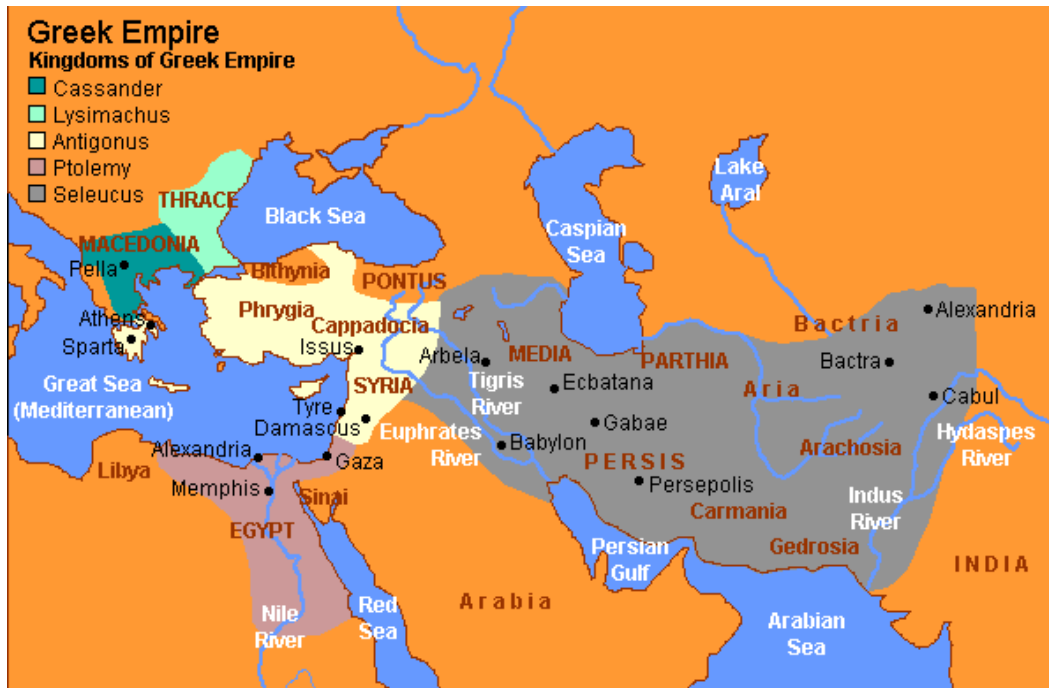 Greek Empire
Kingdoms of Greek Empire
Cassander
Lysimachus
Antigonus
Ptolemy
Seleucus
THRACE
Black Sea
Lake
Aral
Caspian
Sea
MACEDONIA
Pella
Bithynia
PONTUS
Phrygia
Cappadocia
Athens
Sparta
Issus
Arbela
MEDIA
PARTHIA
Bactria
Alexandria
Bactra
Great Sea
(Mediterranean)
SYRIA
Tigris
River
Ecbatana
Aria
Cabul
Tyre
Damascus
Euphrates
River
Gabae
Arachosia
Hydaspes
River
Libya
Alexandria
Gaza
Babylon
PERSIS
Memphis
Sinai
Persepolis
Carmania
Indus
River
EGYPT
Persian
Gulf
Gedrosia
INDIA
Nile
River
Red
Sea
Arabia
Arabian
Sea